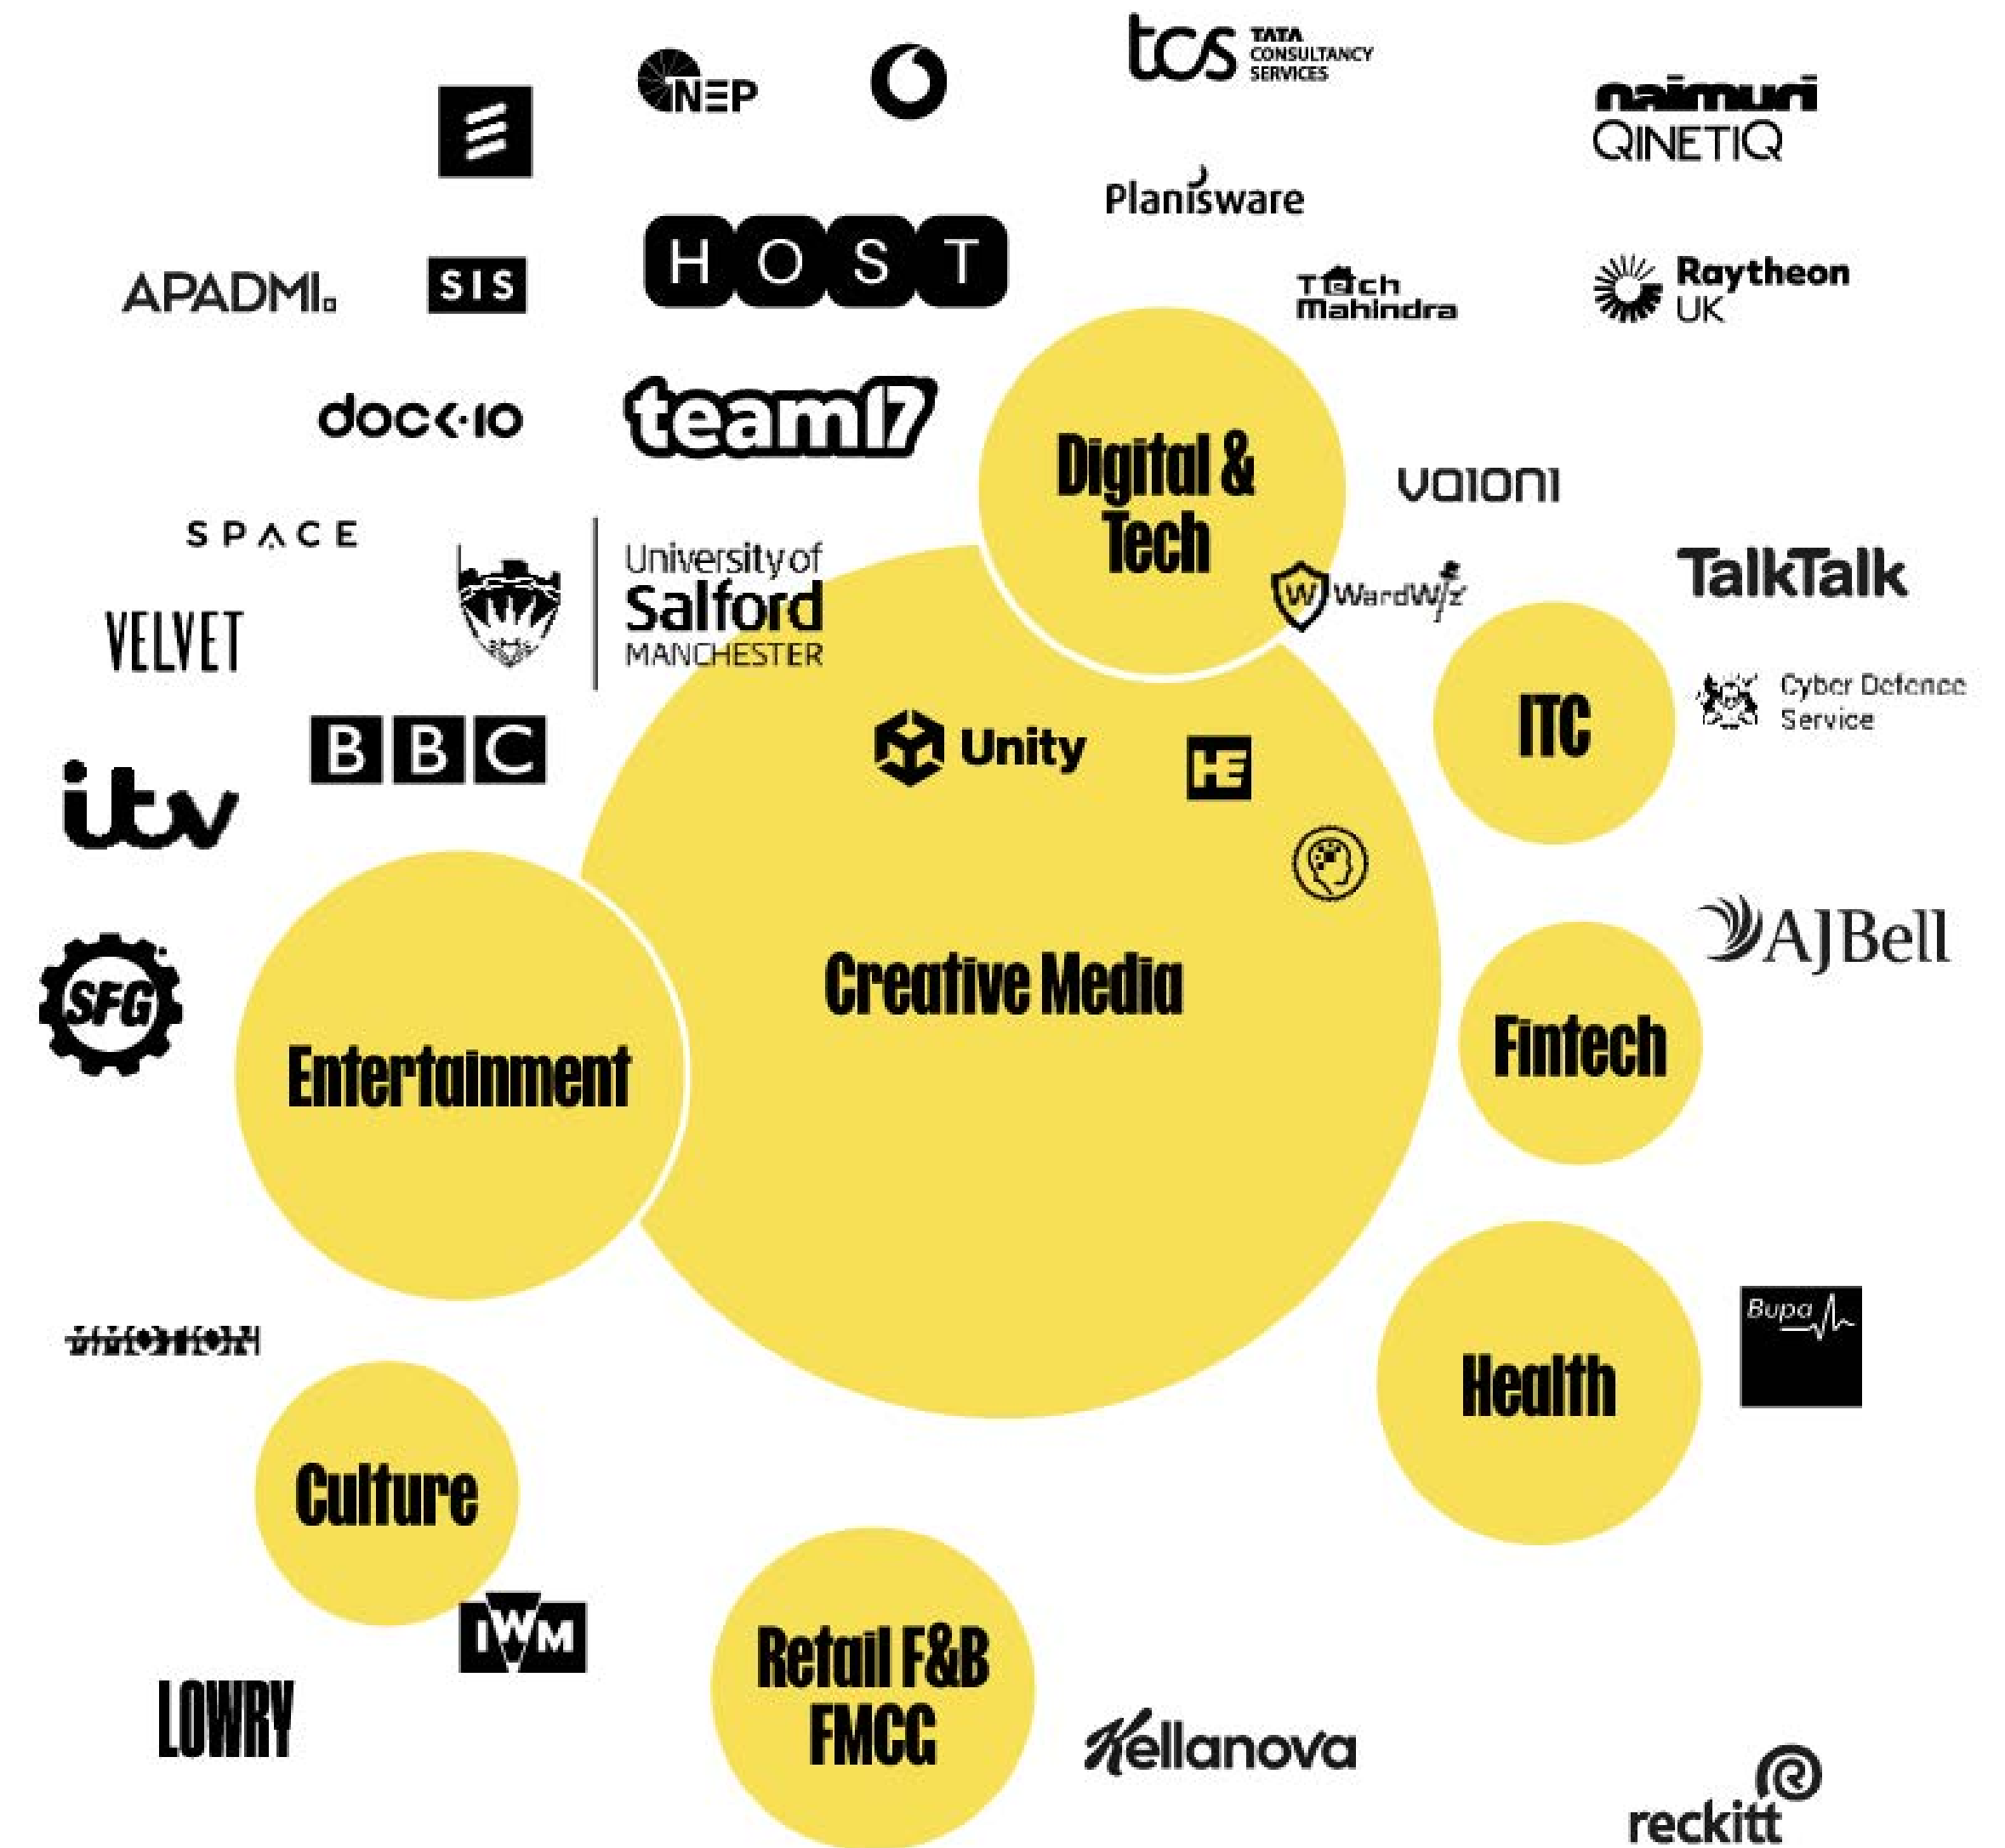 tcs TATA
CONSULTANCY
SERVICES
NEP
naimuri
QINETIQ
Planisware
HOST
APADMI.
SIS
Tech
Mahindra
Raytheon
UK
dock10
team17
Digital &
Tech
vaioni
SPACE
University of
Salford
MANCHESTER
TalkTalk
W WardWiz
VELVET
ITC
Cyber Defence
Service
BBC
Unity
HE
itv
AJBell
SFG
Creative Media
Fintech
Entertainment
Bupa
Health
Culture
IWM
Retail F&B
FMCG
LOWRY
Kellanova
reckitt